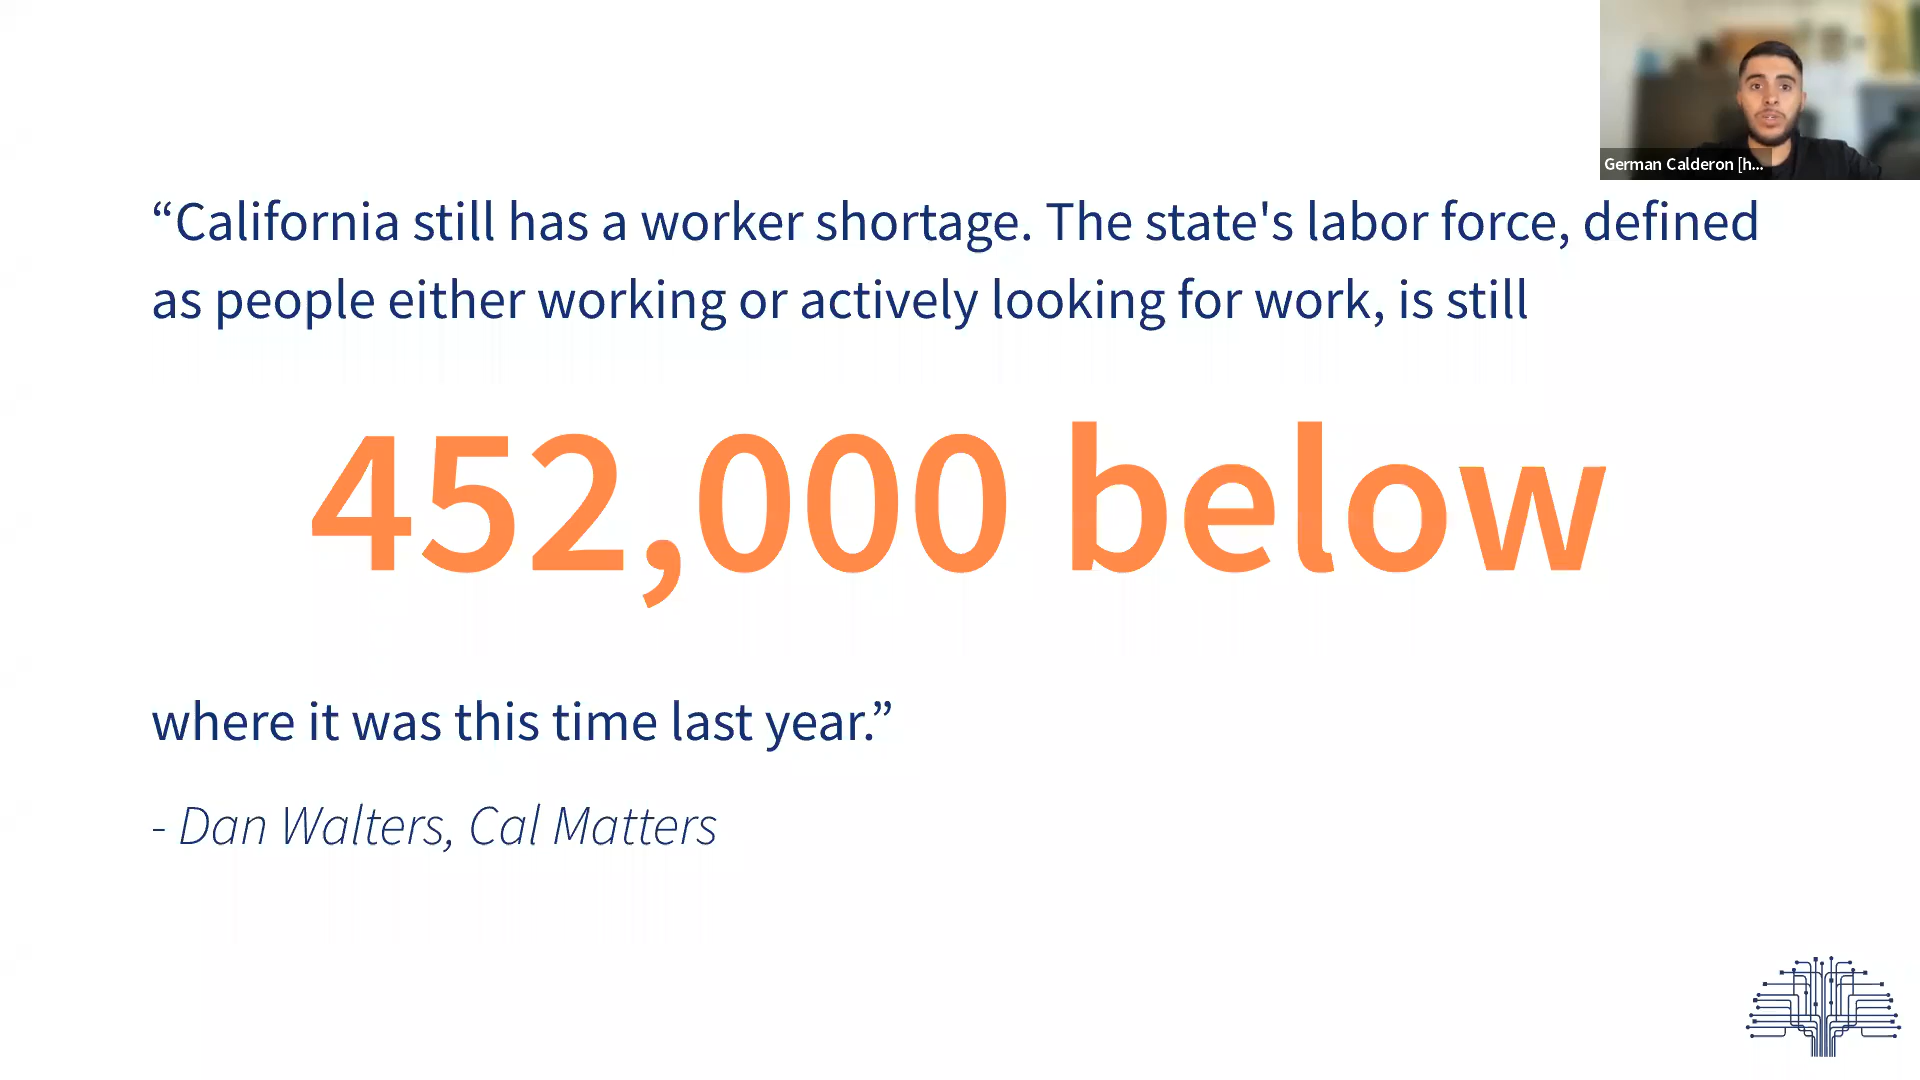 German Calderon [h...
“California still has a worker shortage. The state's labor force, defined
as people either working or actively looking for work, is still
452,000 below
where it was this time last year.”
- Dan Walters, Cal Matters